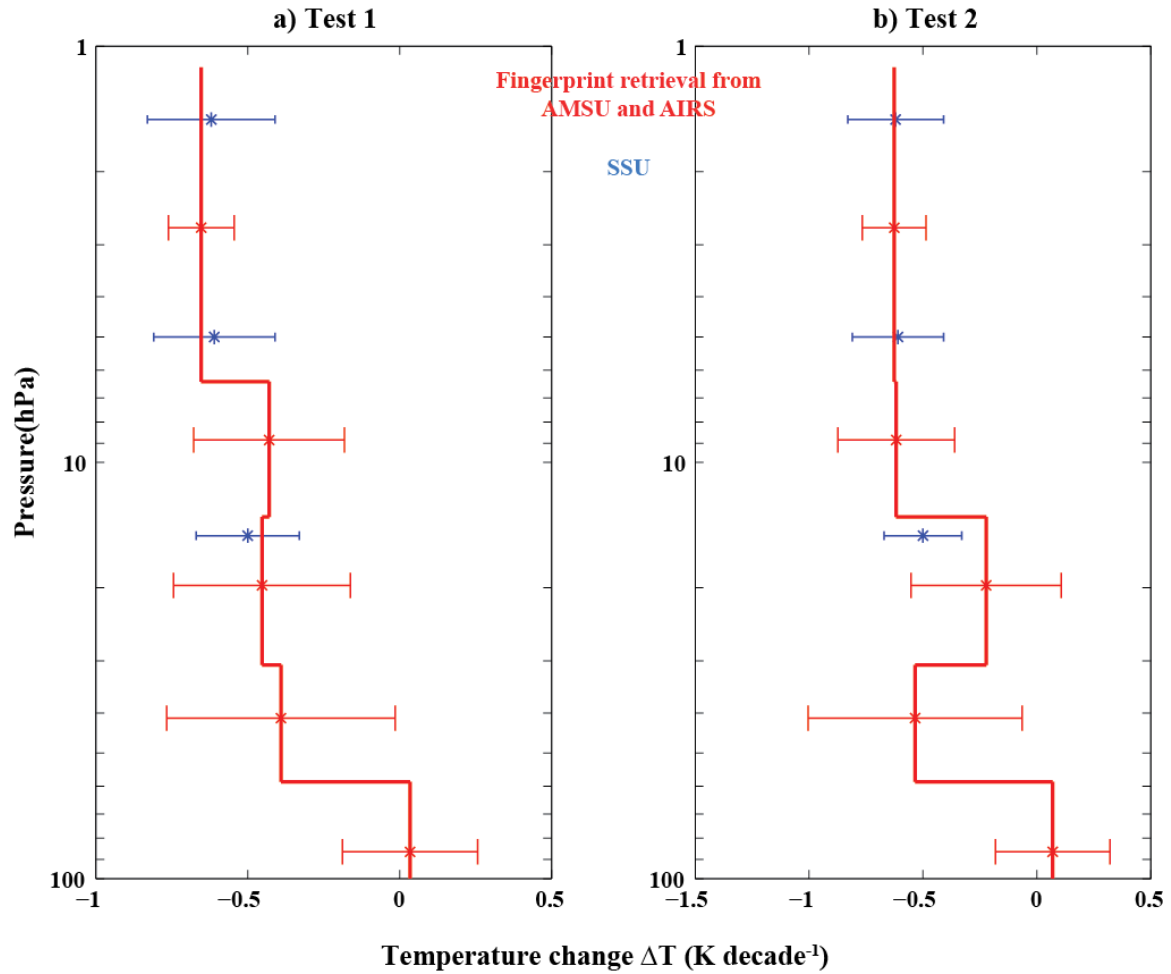 a) Test 1
b) Test 2
1
10
100
−1
−0.5
0
0.5
Pressure(hPa)
Fingerprint retrieval from
AMSU and AIRS
SSU
1
10
100
−1.5
−1
−0.5
0
0.5
Temperature change ΔT (K decade⁻¹)